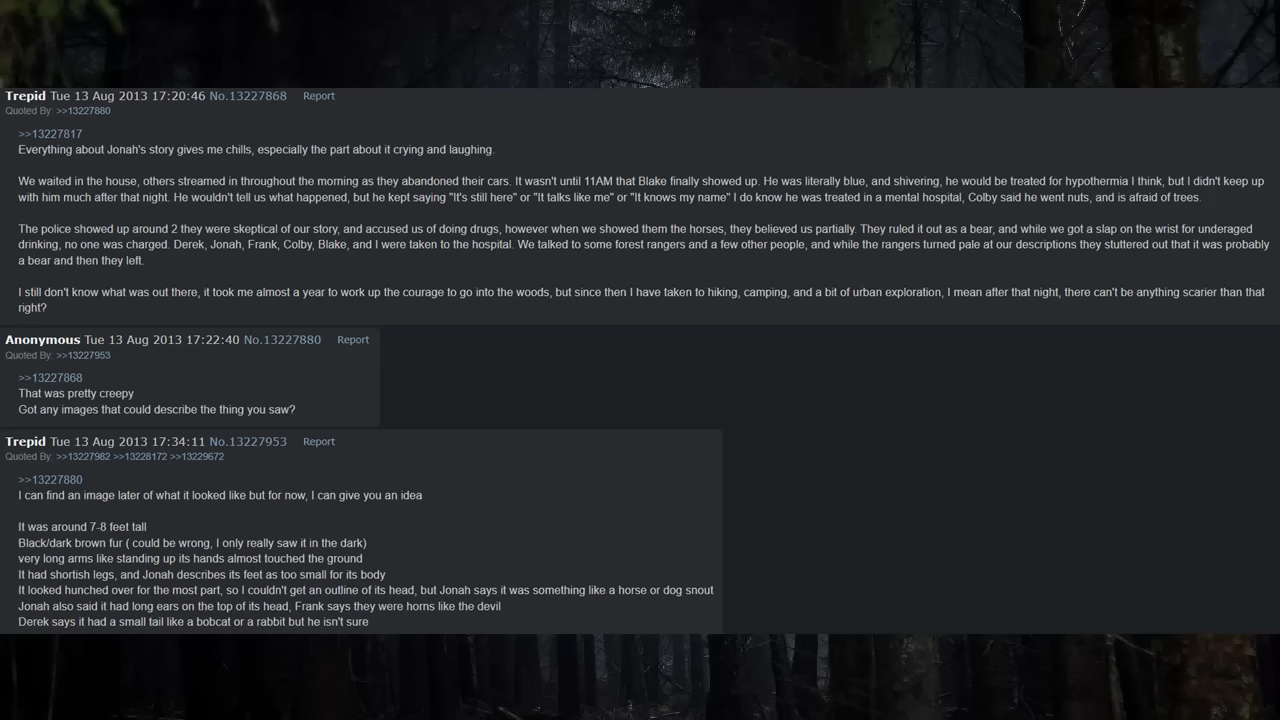 Trepid Tue 13 Aug 2013 17:20:46 No.13227868 Report
Quoted By: >>13227880
>>13227817
Everything about Jonah's story gives me chills, especially the part about it crying and laughing.
We waited in the house, others streamed in throughout the morning as they abandoned their cars. It wasn't until 11AM that Blake finally showed up. He was literally blue, and shivering, he would be treated for hypothermia I think, but I didn't keep up
with him much after that night. He wouldn't tell us what happened, but he kept saying "It's still here" or "It talks like me" or "It knows my name" I do know he was treated in a mental hospital, Colby said he went nuts, and is afraid of trees.
The police showed up around 2 they were skeptical of our story, and accused us of doing drugs, however when we showed them the horses, they believed us partially. They ruled it out as a bear, and while we got a slap on the wrist for underaged
drinking, no one was charged. Derek, Jonah, Frank, Colby, Blake, and I were taken to the hospital. We talked to some forest rangers and a few other people, and while the rangers turned pale at our descriptions they stuttered out that it was probably
a bear and then they left.
I still don't know what was out there, it took me almost a year to work up the courage to go into the woods, but since then I have taken to hiking, camping, and a bit of urban exploration, I mean after that night, there can't be anything scarier than that
right?
Anonymous Tue 13 Aug 2013 17:22:40 No.13227880 Report
Quoted By: >>13227953
>>13227868
That was pretty creepy
Got any images that could describe the thing you saw?
Trepid Tue 13 Aug 2013 17:34:11 No.13227953 Report
Quoted By: >>13227982 >>13228172 >>13229672
>>13227880
I can find an image later of what it looked like but for now, I can give you an idea
It was around 7-8 feet tall
Black/dark brown fur ( could be wrong, I only really saw it in the dark)
very long arms like standing up its hands almost touched the ground
It had shortish legs, and Jonah describes its feet as too small for its body
It looked hunched over for the most part, so I couldn't get an outline of its head, but Jonah says it was something like a horse or dog snout
Jonah also said it had long ears on the top of its head, Frank says they were horns like the devil
Derek says it had a small tail like a bobcat or a rabbit but he isn't sure